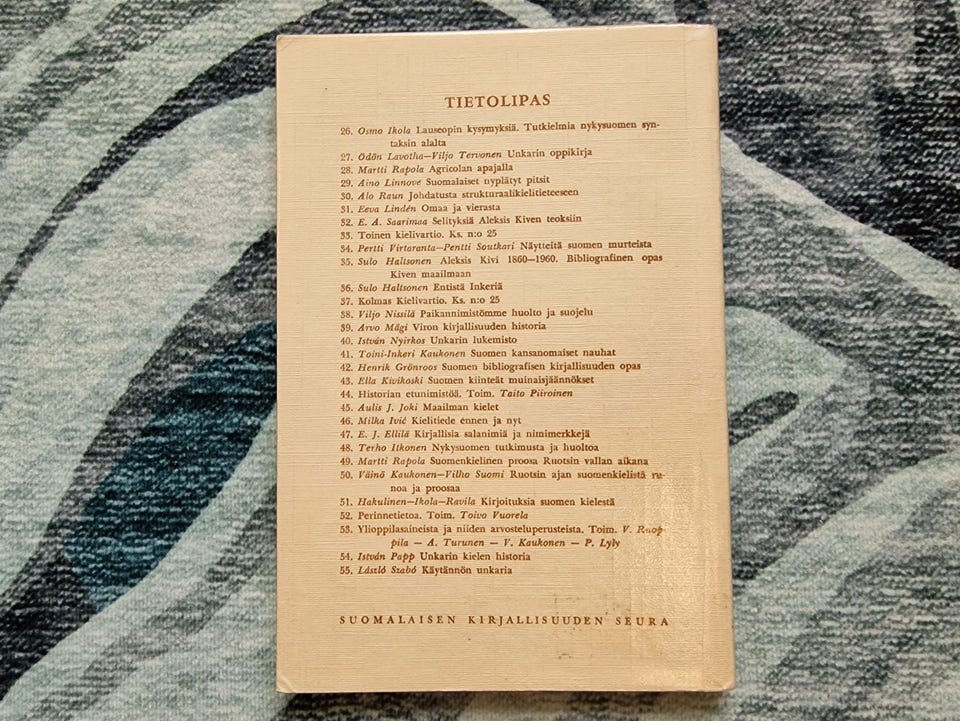 TIETOLIPAS
26. Osmo Ikola Lauseopin kysymyksiä. Tutkielmia nykysuomen syn-
taksin alalta
27. Ödön Lavotha—Viljo Tervonen Unkarin oppikirja
28. Martti Rapola Agricolan apajalla
29. Aino Linnove Suomalaiset nyplätyt pitsit
30. Alo Raun Johdatusta strukturaalikielitieteeseen
31. Eeva Lindén Omaa ja vierasta
32. E. A. Saarimaa Selityksiä Aleksis Kiven teoksiin
33. Toinen kielivartio. Ks. n:o 25
34. Pertti Virtaranta—Pentti Soutkari Näytteitä suomen murteista
35. Sulo Haltsonen Aleksis Kivi 1860—1960. Bibliografinen opas
Kiven maailmaan
36. Sulo Haltsonen Entistä Inkeriä
37. Kolmas Kielivartio. Ks. n:o 25
38. Viljo Nissilä Paikannimistömme huolto ja suojelu
39. Arvo Mägi Viron kirjallisuuden historia
40. István Nyirkos Unkarin lukemisto
41. Toini-Inkeri Kaukonen Suomen kansanomaiset nauhat
42. Henrik Grönroos Suomen bibliografisen kirjallisuuden opas
43. Ella Kivikoski Suomen kiinteät muinaisjäännökset
44. Historian etunimistöä. Toim. Taito Piiroinen
45. Aulis J. Joki Maailman kielet
46. Milka Ivić Kielitiede ennen ja nyt
47. E. J. Ellilä Kirjallisia salanimiä ja nimimerkkejä
48. Terho Itkonen Nykysuomen tutkimusta ja huoltoa
49. Martti Rapola Suomenkielinen proosa Ruotsin vallan aikana
50. Väinö Kaukonen—Vilho Suomi Ruotsin ajan suomenkielistä ru-
noa ja proosaa
51. Hakulinen—Ikola—Ravila Kirjoituksia suomen kielestä
52. Perinnetietoa. Toim. Toivo Vuorela
53. Ylioppilasaineista ja niiden arvosteluperusteista. Toim. V. Ruop-
pila — A. Turunen — V. Kaukonen — P. Lyly
54. István Papp Unkarin kielen historia
55. László Szabó Käytännön unkaria
SUOMALAISEN KIRJALLISUUDEN SEURA